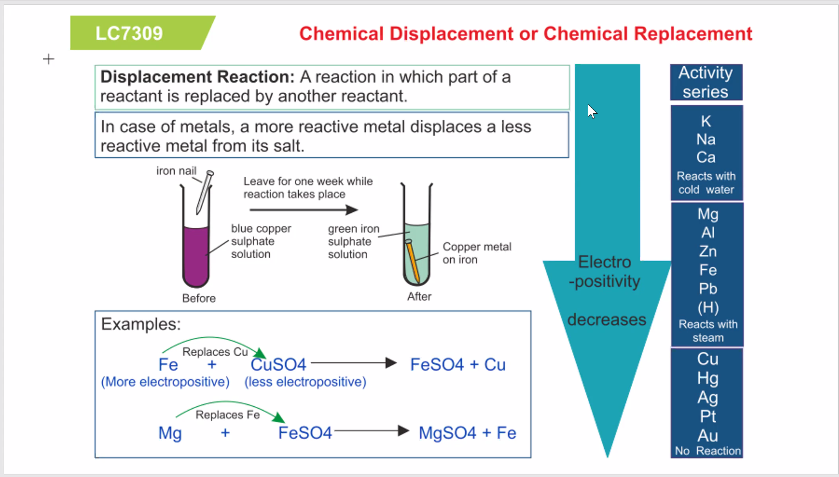 LC7309
Chemical Displacement or Chemical Replacement
Displacement Reaction: A reaction in which part of a
reactant is replaced by another reactant.
In case of metals, a more reactive metal displaces a less
reactive metal from its salt.
iron nail
Leave for one week while
reaction takes place
blue copper
sulphate
solution
green iron
sulphate
solution
Copper metal
on iron
Before
After
Examples:
Replaces Cu
Fe + CuSO4 FeSO4 + Cu
(More electropositive) (less electropositive)
Replaces Fe
Mg + FeSO4 MgSO4 + Fe
Electro
-positivity
decreases
Activity
series
K
Na
Ca
Reacts with
cold water
Mg
Al
Zn
Fe
Pb
(H)
Reacts with
steam
Cu
Hg
Ag
Pt
Au
No Reaction